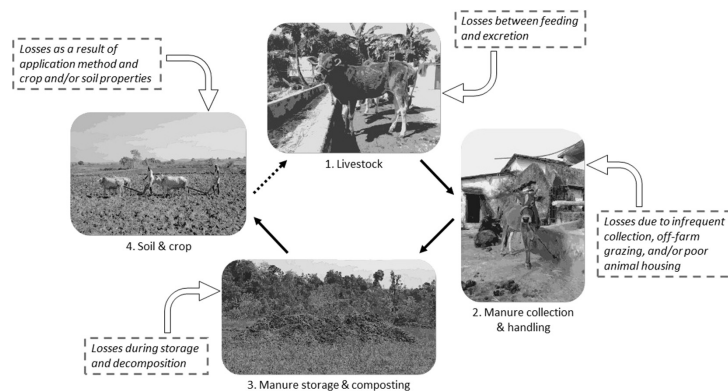 Losses as a result of
application method and
crop and/or soil properties
Losses between feeding
and excretion
1. Livestock
Losses due to infrequent
collection, off-farm
grazing, and/or poor
animal housing
2. Manure collection
& handling
Losses during storage
and decomposition
3. Manure storage & composting
4. Soil & crop